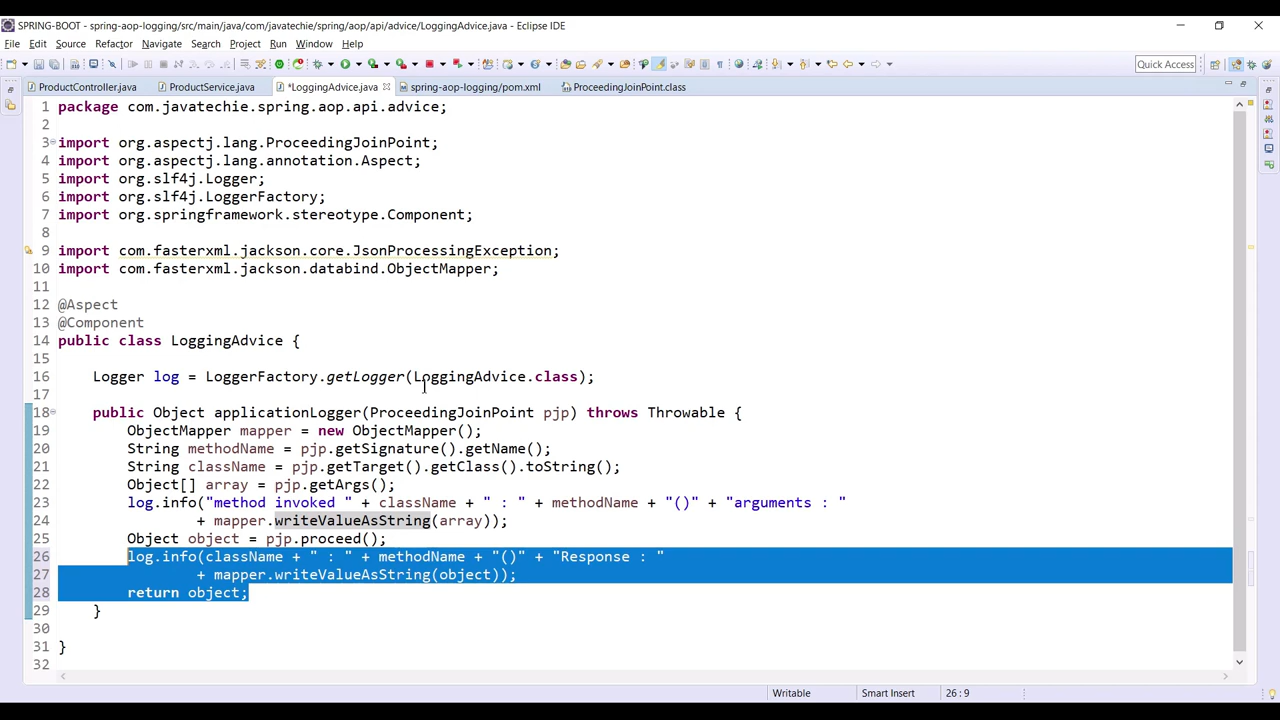 SPRING-BOOT - spring-aop-logging/src/main/java/com/javatechie/spring/aop/api/advice/LoggingAdvice.java - Eclipse IDE
File Edit Source Refactor Navigate Search Project Run Window Help
Quick Access
ProductController.java ProductService.java *LoggingAdvice.java spring-aop-logging/pom.xml ProceedingJoinPoint.class
1 package com.javatechie.spring.aop.api.advice;
2
3 import org.aspectj.lang.ProceedingJoinPoint;
4 import org.aspectj.lang.annotation.Aspect;
5 import org.slf4j.Logger;
6 import org.slf4j.LoggerFactory;
7 import org.springframework.stereotype.Component;
8
9 import com.fasterxml.jackson.core.JsonProcessingException;
10 import com.fasterxml.jackson.databind.ObjectMapper;
11
12 @Aspect
13 @Component
14 public class LoggingAdvice {
15
16 Logger log = LoggerFactory.getLogger(LoggingAdvice.class);
17
18 public Object applicationLogger(ProceedingJoinPoint pjp) throws Throwable {
19 ObjectMapper mapper = new ObjectMapper();
20 String methodName = pjp.getSignature().getName();
21 String className = pjp.getTarget().getClass().toString();
22 Object[] array = pjp.getArgs();
23 log.info("method invoked " + className + " : " + methodName + "()" + "arguments : "
24 + mapper.writeValueAsString(array));
25 Object object = pjp.proceed();
26 log.info(className + " : " + methodName + "()" + "Response : "
27 + mapper.writeValueAsString(object));
28 return object;
29 }
30
31 }
32
Writable Smart Insert 26 : 9